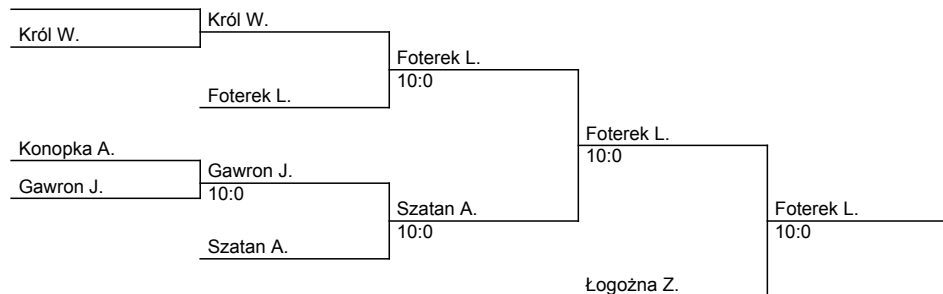 Król W.
Król W.
Foterek L.
10:0
Foterek L.
Foterek L.
10:0
Konopka A.
Gawron J.
Gawron J.
10:0
Szatan A.
10:0
Szatan A.
Foterek L.
10:0
Łogożna Z.